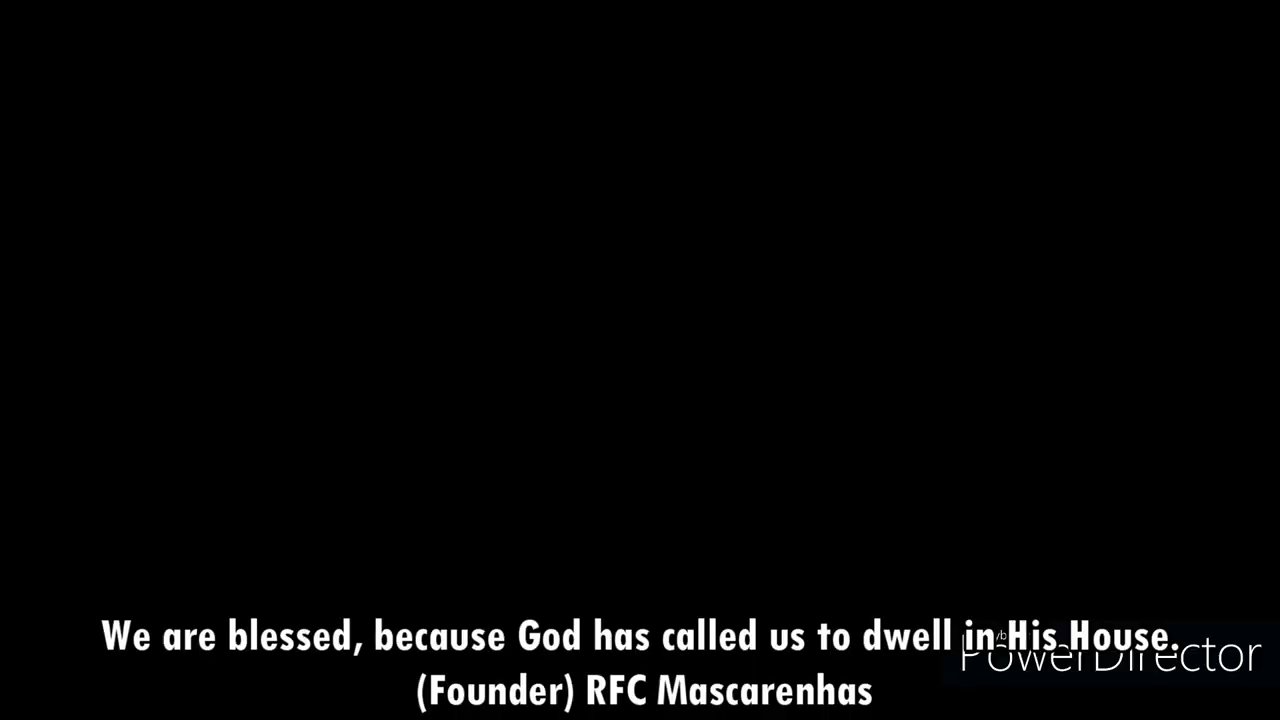 We are blessed, because God has called us to dwell in His House.
(Founder) RFC Mascarenhas
PowerDirector